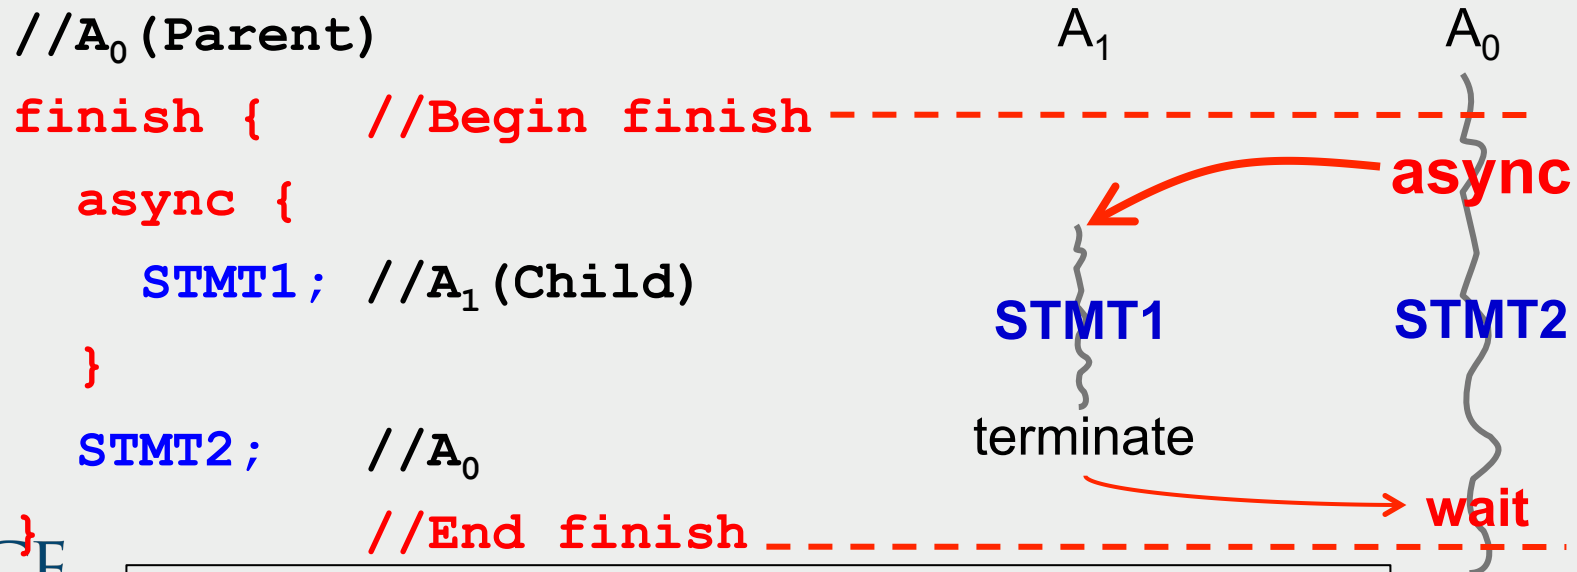 //A₀(Parent)
finish { //Begin finish
async {
STMT1; //A₁(Child)
}
STMT2; //A₀
} //End finish
A₁ A₀
async
STMT1 STMT2
terminate
wait